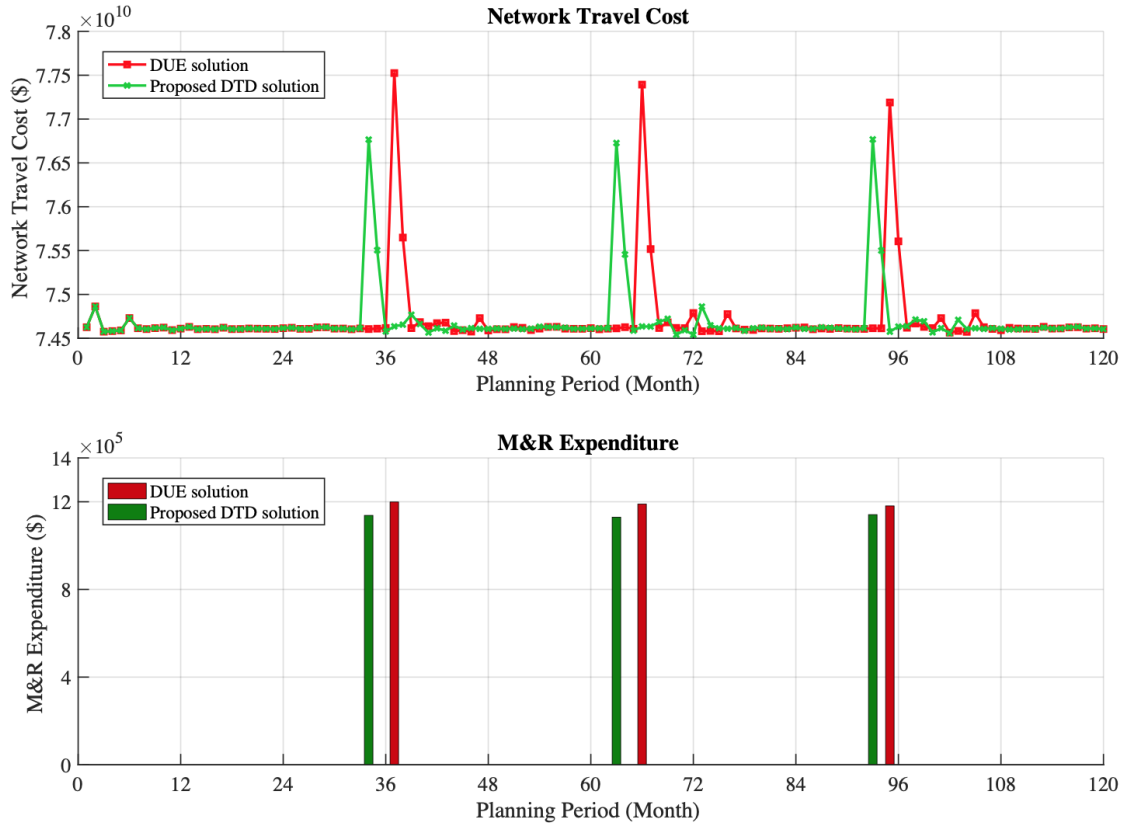 Network Travel Cost
×10^10
7.8
7.75
7.7
7.65
7.6
7.55
7.5
7.45
Network Travel Cost ($)
DUE solution
Proposed DTD solution
0 12 24 36 48 60 72 84 96 108 120
Planning Period (Month)
M&R Expenditure
×10^5
14
12
8
4
0
M&R Expenditure ($)
DUE solution
Proposed DTD solution
0 12 24 36 48 60 72 84 96 108 120
Planning Period (Month)